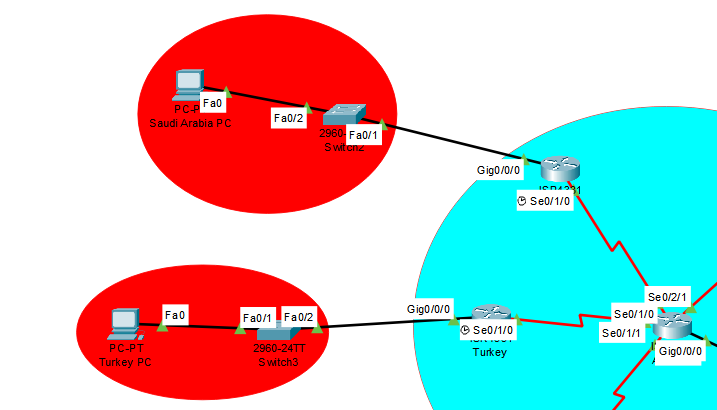 Fa0
Saudi Arabia PC
Fa0/2
Fa0/1
Switch2
Gig0/0/0
Se0/1/0
Fa0
PC-PT
Turkey PC
Fa0/1
Fa0/2
2960-24TT
Switch3
Gig0/0/0
Se0/1/0
Turkey
Se0/2/1
Se0/1/0
Se0/1/1
Gig0/0/0